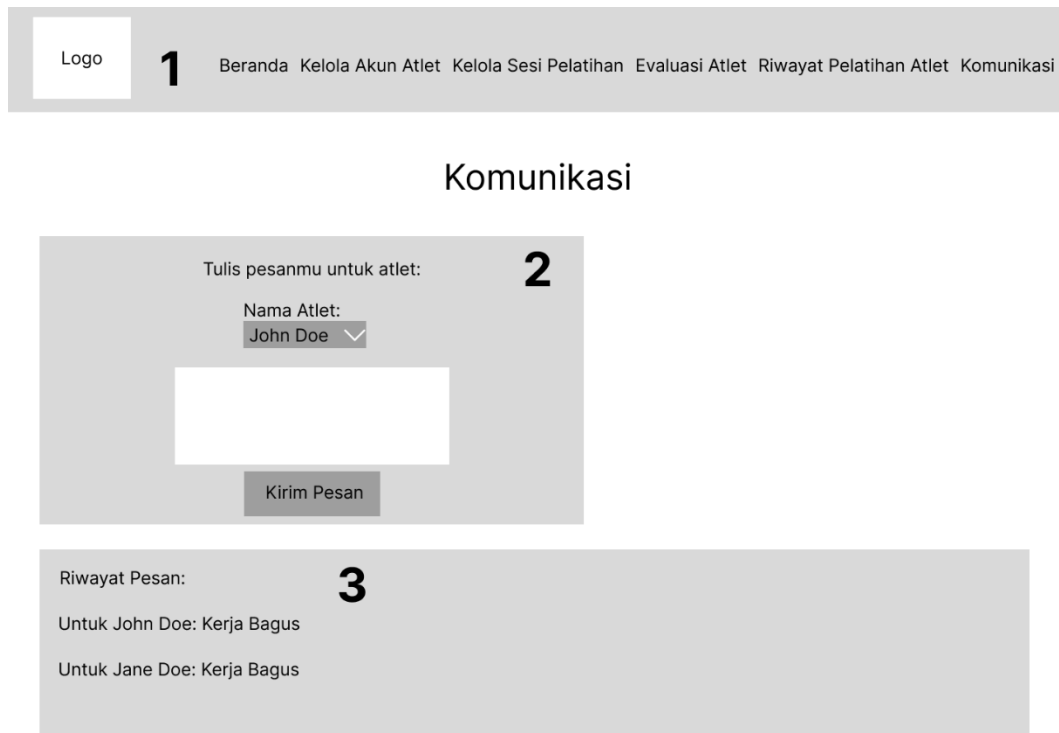 Logo
1
Beranda Kelola Akun Atlet Kelola Sesi Pelatihan Evaluasi Atlet Riwayat Pelatihan Atlet Komunikasi
Komunikasi
2
Tulis pesanmu untuk atlet:
Nama Atlet:
John Doe
Kirim Pesan
3
Riwayat Pesan:
Untuk John Doe: Kerja Bagus
Untuk Jane Doe: Kerja Bagus